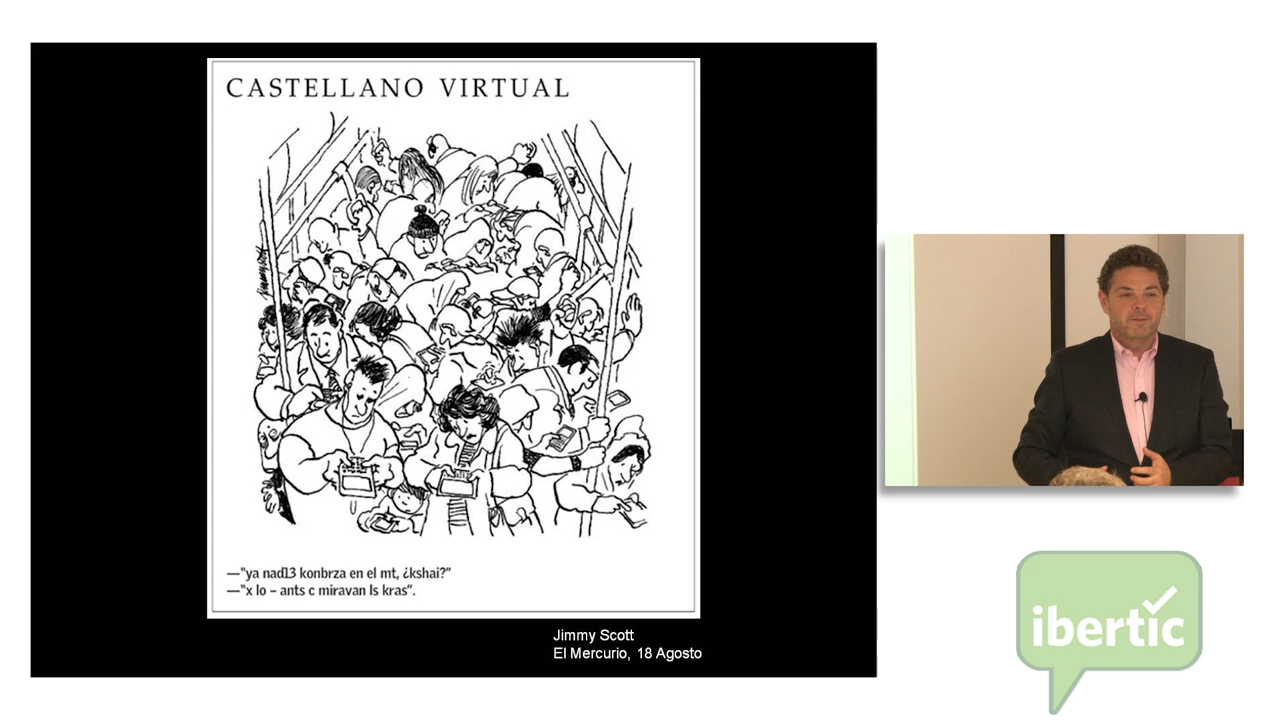 CASTELLANO VIRTUAL
—"ya nad13 konbrza en el mt, ¿kshai?"
—"x lo – ants c miravan ls kras".
Jimmy Scott
El Mercurio, 18 Agosto
ibertic